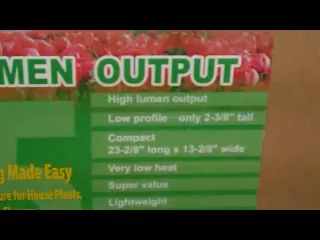 MEN OUTPUT
High lumen output
Low profile - only 2-3/8" tall
Compact
23-2/8" long x 13-2/8" wide
Very low heat
g Made Easy
Super value
ure for House Plants,
Lightweight